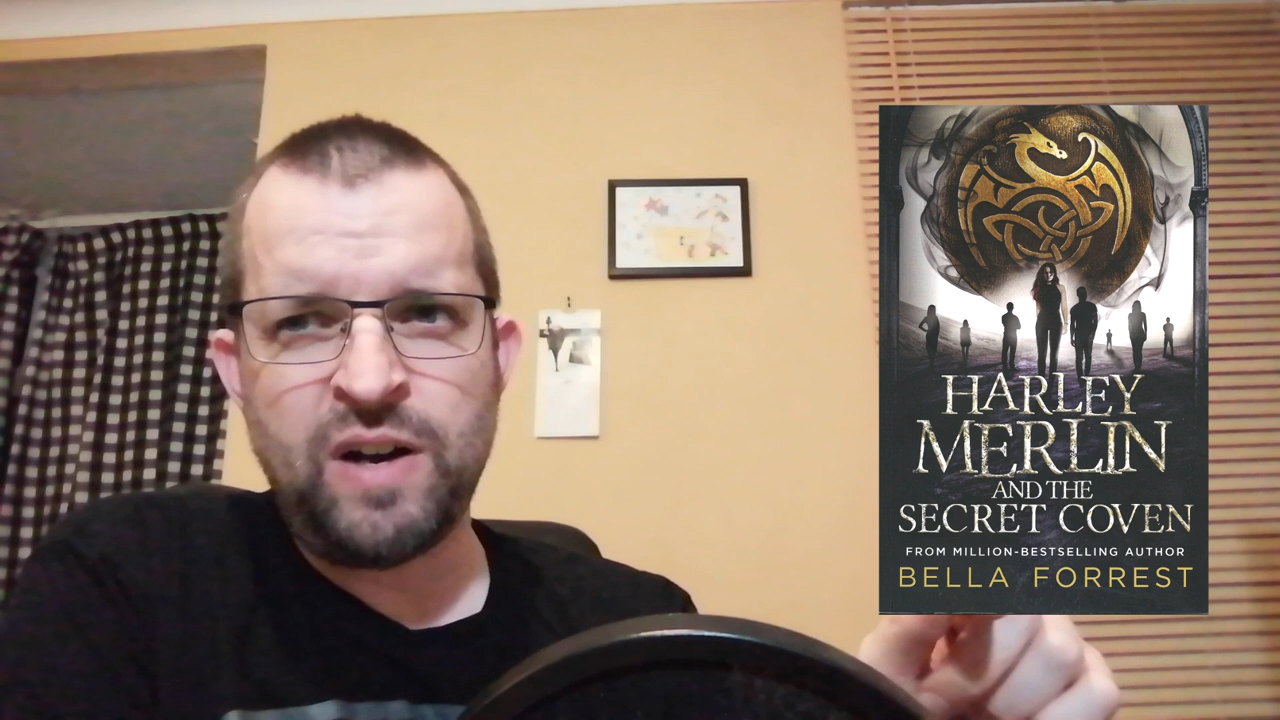 HARLEY
MERLIN
AND THE
SECRET COVEN
FROM MILLION-BESTSELLING AUTHOR
BELLA FORREST